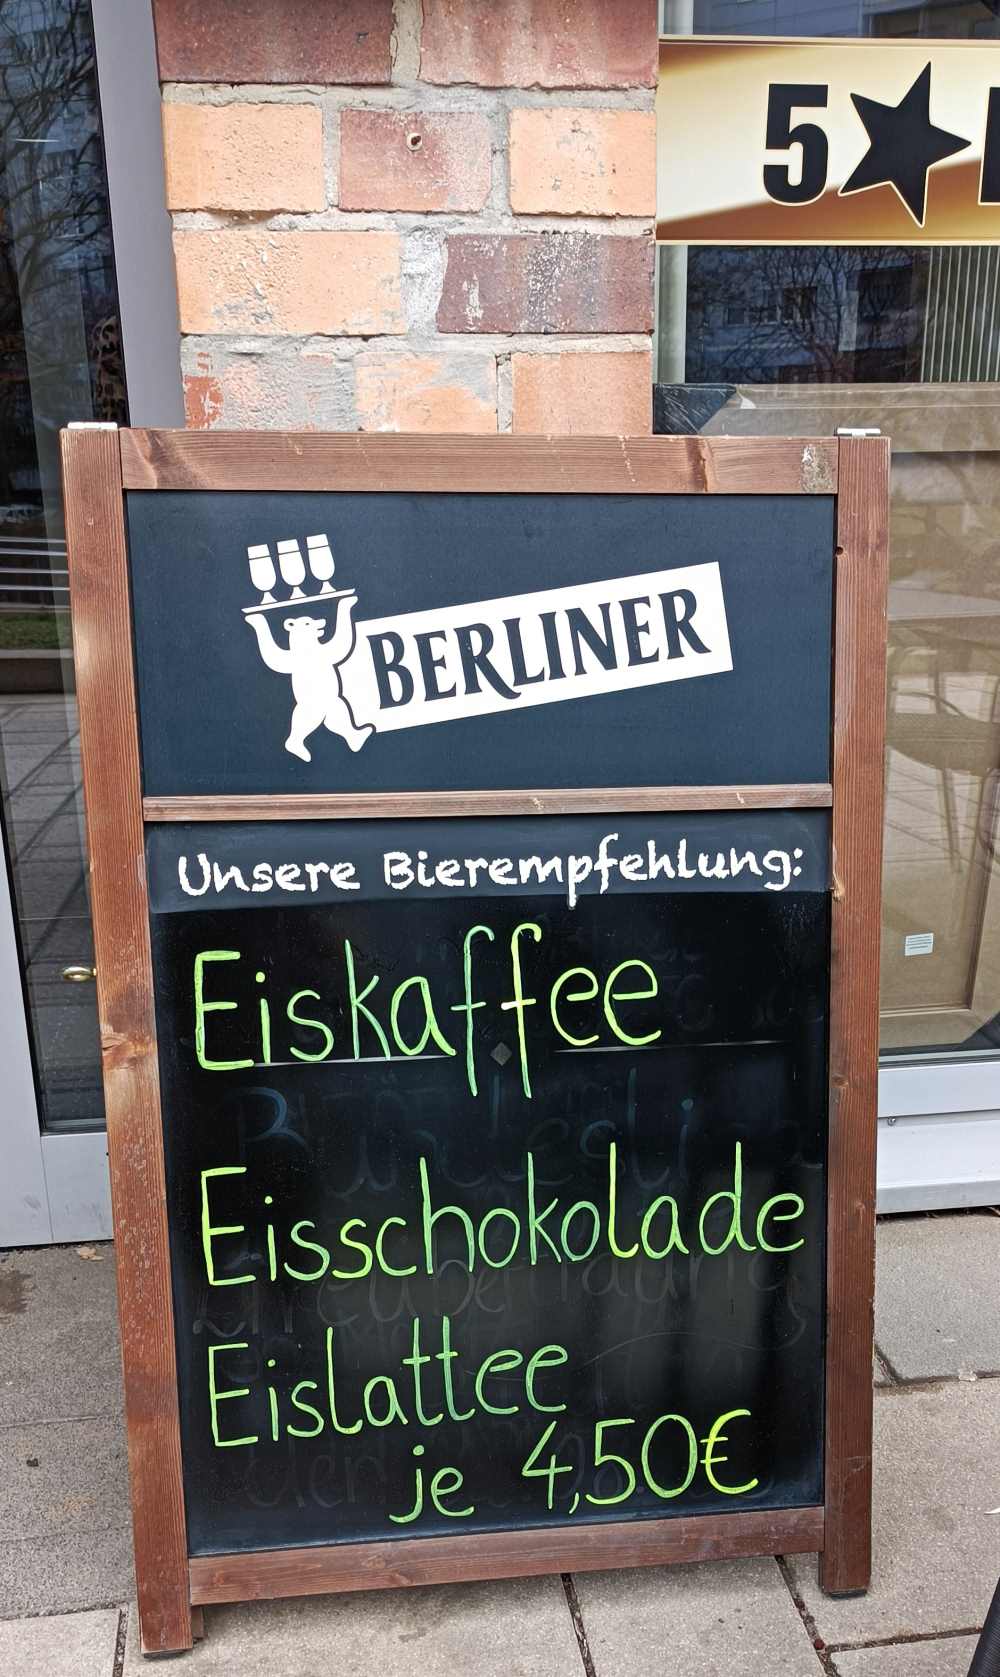 5★
BERLINER
Unsere Bierempfehlung:
Eiskaffee
Eisschokolade
Eislattee
je 4,50€